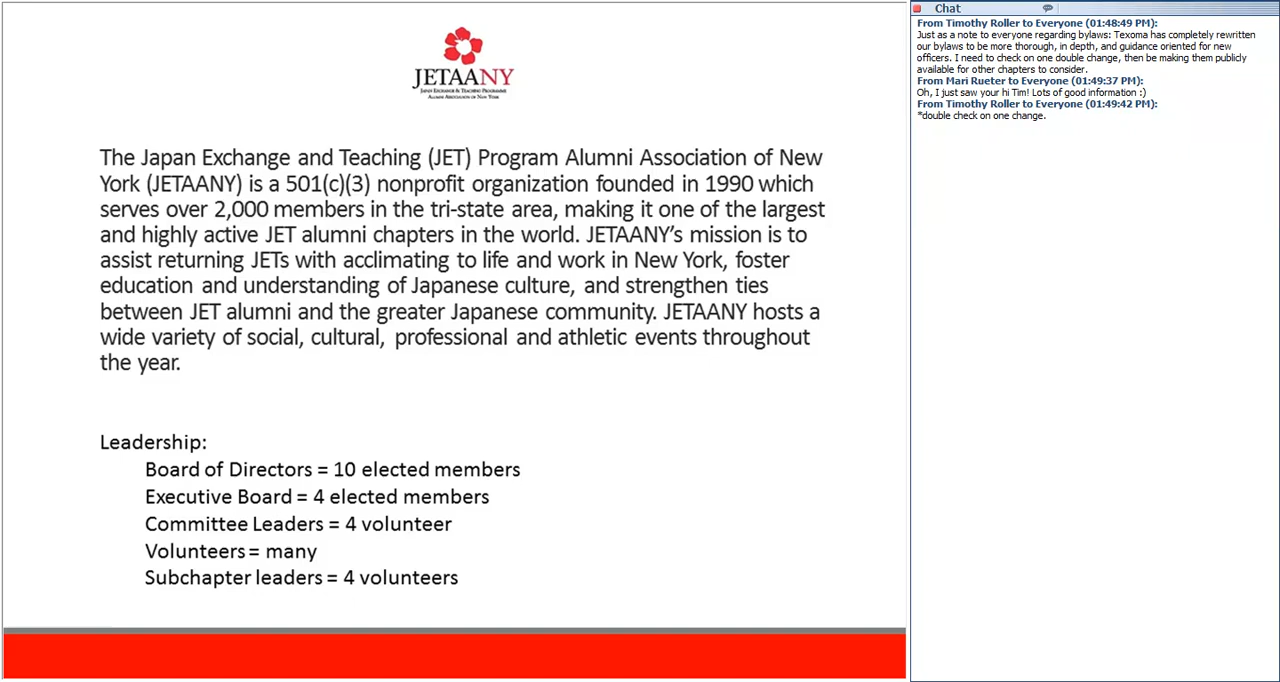 JETAANY
JAPAN EXCHANGE & TEACHING PROGRAMME
ALUMNI ASSOCIATION OF NEW YORK
The Japan Exchange and Teaching (JET) Program Alumni Association of New
York (JETAANY) is a 501(c)(3) nonprofit organization founded in 1990 which
serves over 2,000 members in the tri-state area, making it one of the largest
and highly active JET alumni chapters in the world. JETAANY's mission is to
assist returning JETs with acclimating to life and work in New York, foster
education and understanding of Japanese culture, and strengthen ties
between JET alumni and the greater Japanese community. JETAANY hosts a
wide variety of social, cultural, professional and athletic events throughout
the year.
Leadership:
Board of Directors = 10 elected members
Executive Board = 4 elected members
Committee Leaders = 4 volunteer
Volunteers = many
Subchapter leaders = 4 volunteers
Chat
From Timothy Roller to Everyone (01:48:49 PM):
Just as a note to everyone regarding bylaws: Texoma has completely rewritten
our bylaws to be more thorough, in depth, and guidance oriented for new
officers. I need to check on one double change, then be making them publicly
available for other chapters to consider.
From Mari Rueter to Everyone (01:49:37 PM):
Oh, I just saw your hi Tim! Lots of good information :)
From Timothy Roller to Everyone (01:49:42 PM):
*double check on one change.